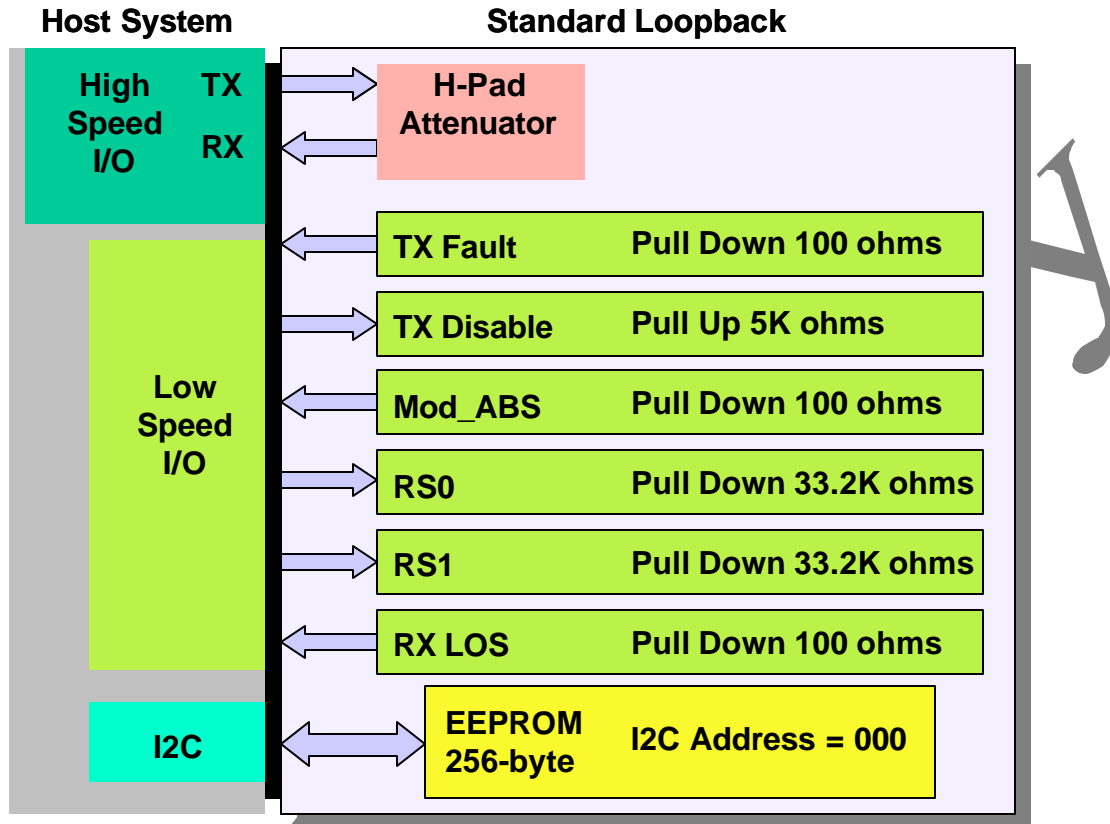 Host System
Standard Loopback
High Speed I/O
TX
RX
H-Pad
Attenuator
Low
Speed
I/O
TX Fault Pull Down 100 ohms
TX Disable Pull Up 5K ohms
Mod_ABS Pull Down 100 ohms
RS0 Pull Down 33.2K ohms
RS1 Pull Down 33.2K ohms
RX LOS Pull Down 100 ohms
I2C
EEPROM
256-byte
I2C Address = 000
y